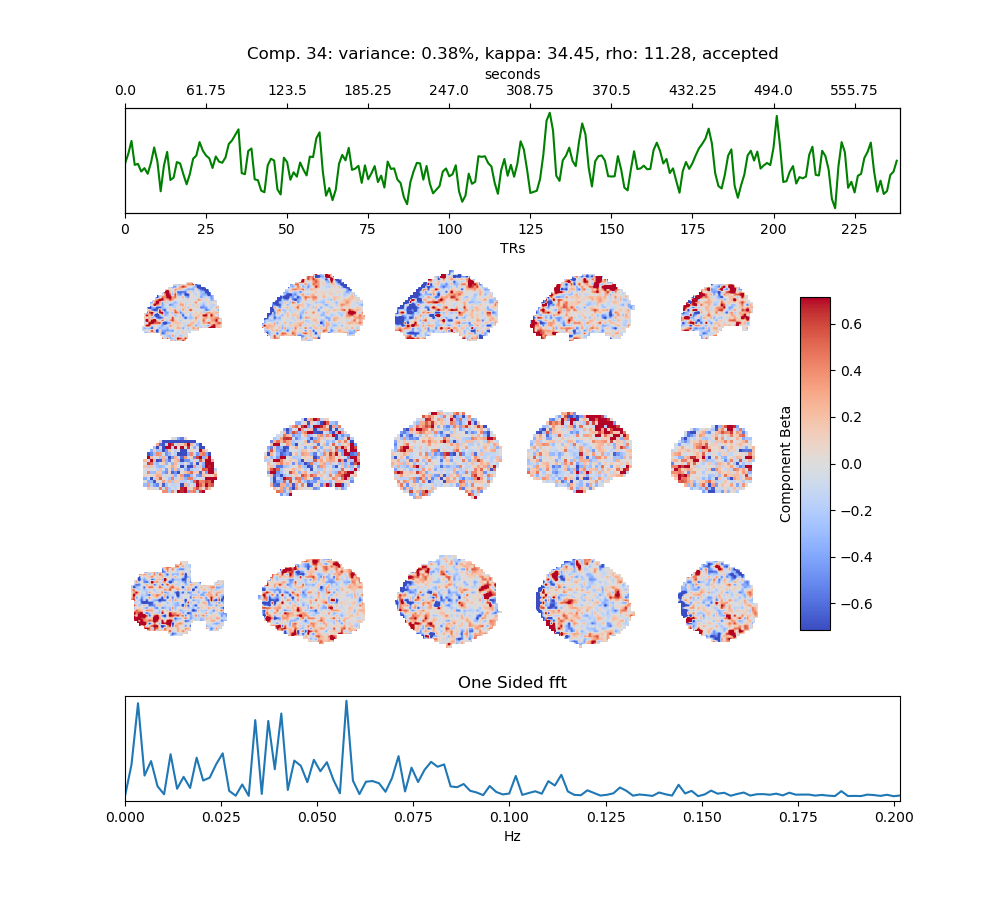 Comp. 34: variance: 0.38%, kappa: 34.45, rho: 11.28, accepted
seconds
0.0 61.75 123.5 185.25 247.0 308.75 370.5 432.25 494.0 555.75
0 25 50 75 100 125 150 175 200 225
TRs
0.6
0.4
0.2
0.0
−0.2
−0.4
−0.6
Component Beta
One Sided fft
0.000 0.025 0.050 0.075 0.100 0.125 0.150 0.175 0.200
Hz